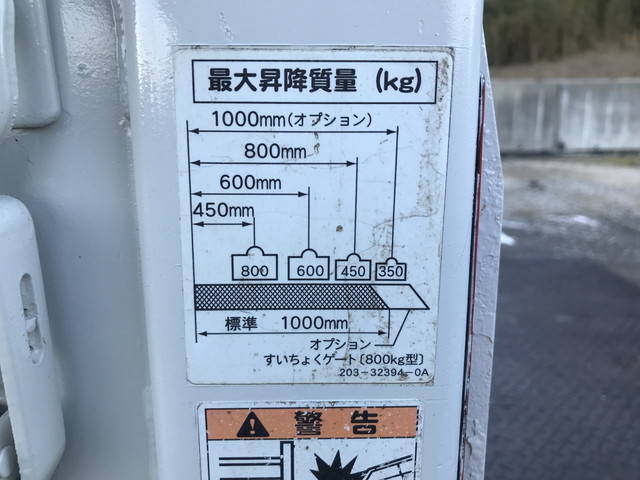 最大昇降質量 (kg)
1000mm(オプション)
800mm
600mm
450mm
800 600 450 350
標準 1000mm
オプション
すいちょくゲート〔800kg型〕
203-32394-0A
警告